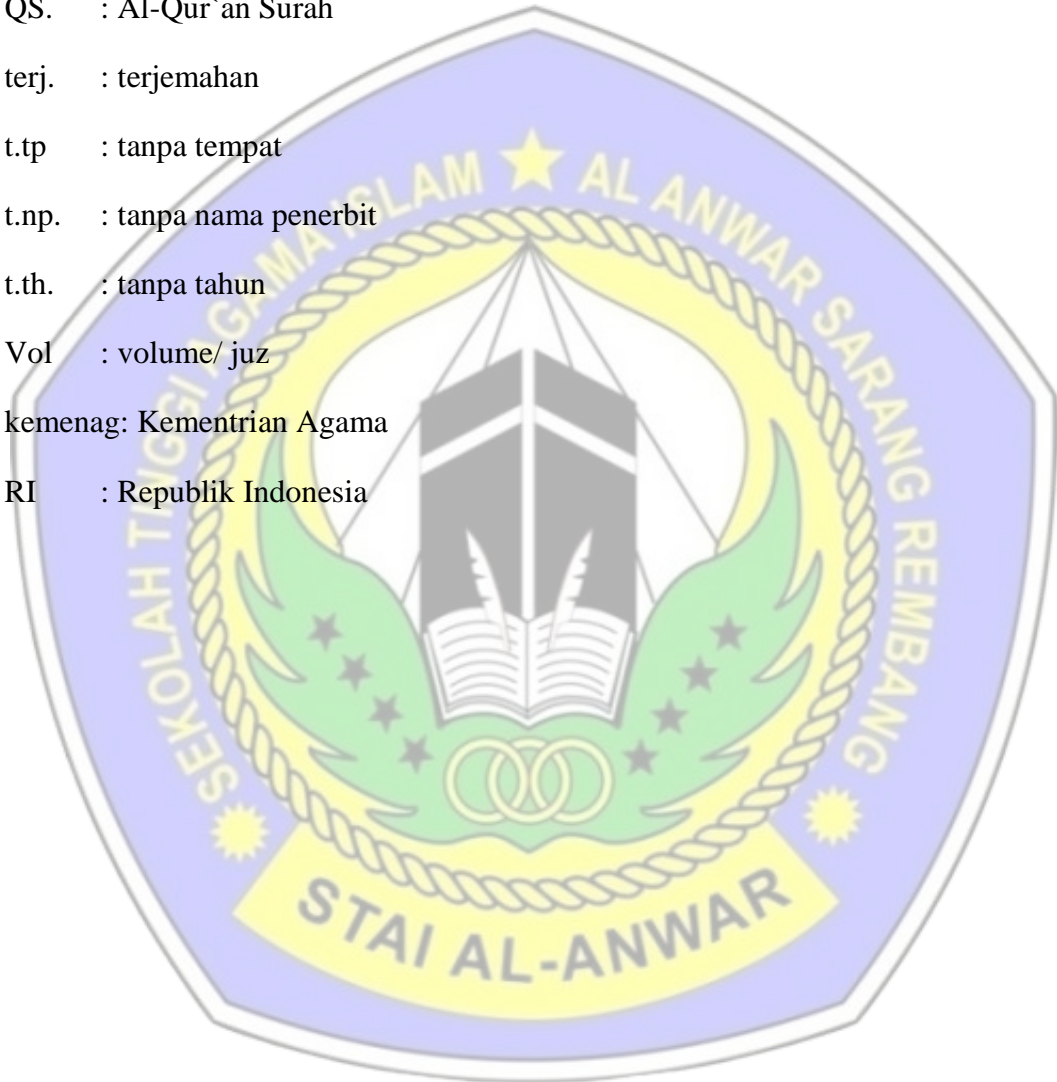 QS. : Al-Qur`an Surah
terj. : terjemahan
t.tp : tanpa tempat
t.np. : tanpa nama penerbit
t.th. : tanpa tahun
Vol : volume/ juz
kemenag: Kementrian Agama
RI : Republik Indonesia
SEKOLAH TINGGI AGAMA ISLAM ★ AL ANWAR SARANG REMBANG
STAI AL-ANWAR